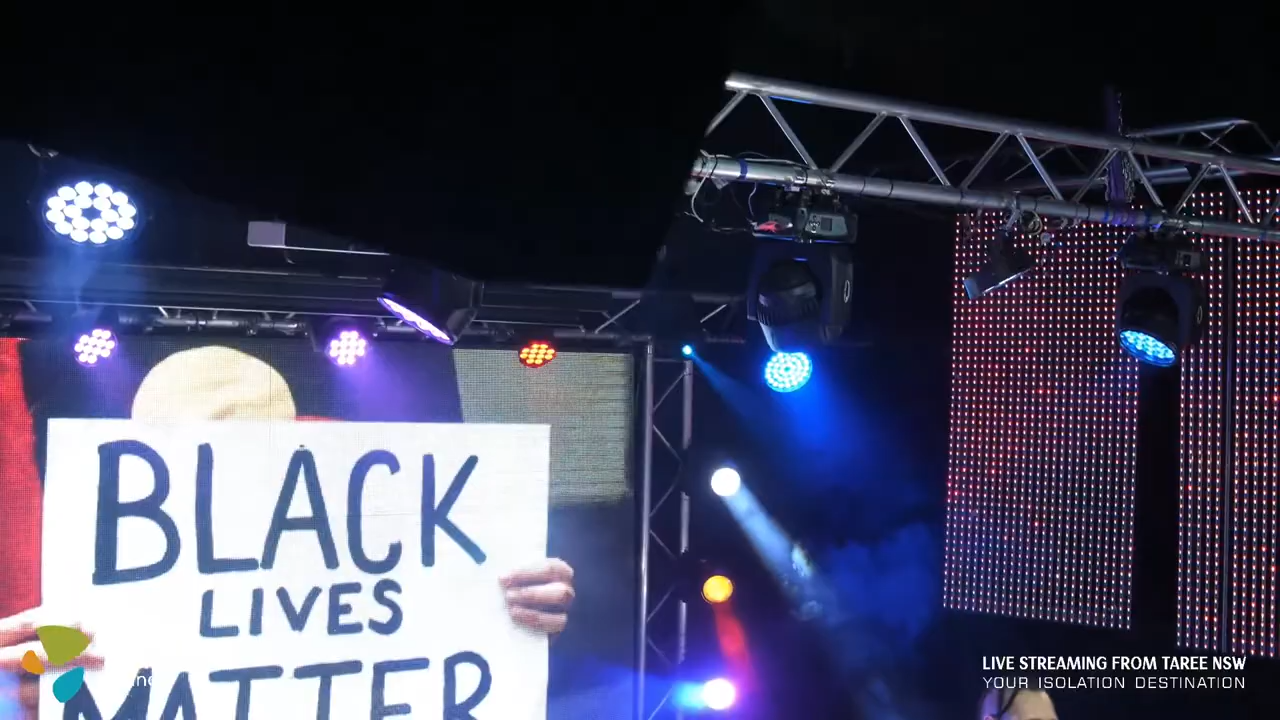 BLACK
LIVES
MATTER
LIVE STREAMING FROM TAREE NSW
YOUR ISOLATION DESTINATION